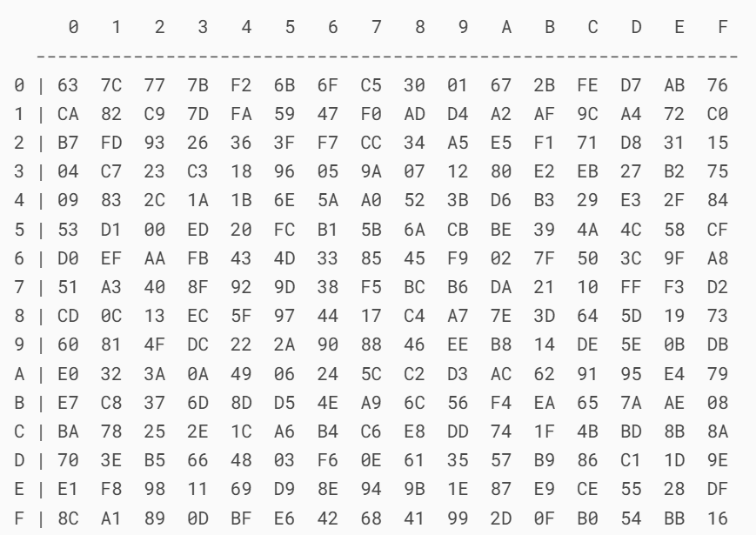 0 1 2 3 4 5 6 7 8 9 A B C D E F
------------------------------------------------------------------
0 | 63 7C 77 7B F2 6B 6F C5 30 01 67 2B FE D7 AB 76
1 | CA 82 C9 7D FA 59 47 F0 AD D4 A2 AF 9C A4 72 C0
2 | B7 FD 93 26 36 3F F7 CC 34 A5 E5 F1 71 D8 31 15
3 | 04 C7 23 C3 18 96 05 9A 07 12 80 E2 EB 27 B2 75
4 | 09 83 2C 1A 1B 6E 5A A0 52 3B D6 B3 29 E3 2F 84
5 | 53 D1 00 ED 20 FC B1 5B 6A CB BE 39 4A 4C 58 CF
6 | D0 EF AA FB 43 4D 33 85 45 F9 02 7F 50 3C 9F A8
7 | 51 A3 40 8F 92 9D 38 F5 BC B6 DA 21 10 FF F3 D2
8 | CD 0C 13 EC 5F 97 44 17 C4 A7 7E 3D 64 5D 19 73
9 | 60 81 4F DC 22 2A 90 88 46 EE B8 14 DE 5E 0B DB
A | E0 32 3A 0A 49 06 24 5C C2 D3 AC 62 91 95 E4 79
B | E7 C8 37 6D 8D D5 4E A9 6C 56 F4 EA 65 7A AE 08
C | BA 78 25 2E 1C A6 B4 C6 E8 DD 74 1F 4B BD 8B 8A
D | 70 3E B5 66 48 03 F6 0E 61 35 57 B9 86 C1 1D 9E
E | E1 F8 98 11 69 D9 8E 94 9B 1E 87 E9 CE 55 28 DF
F | 8C A1 89 0D BF E6 42 68 41 99 2D 0F B0 54 BB 16